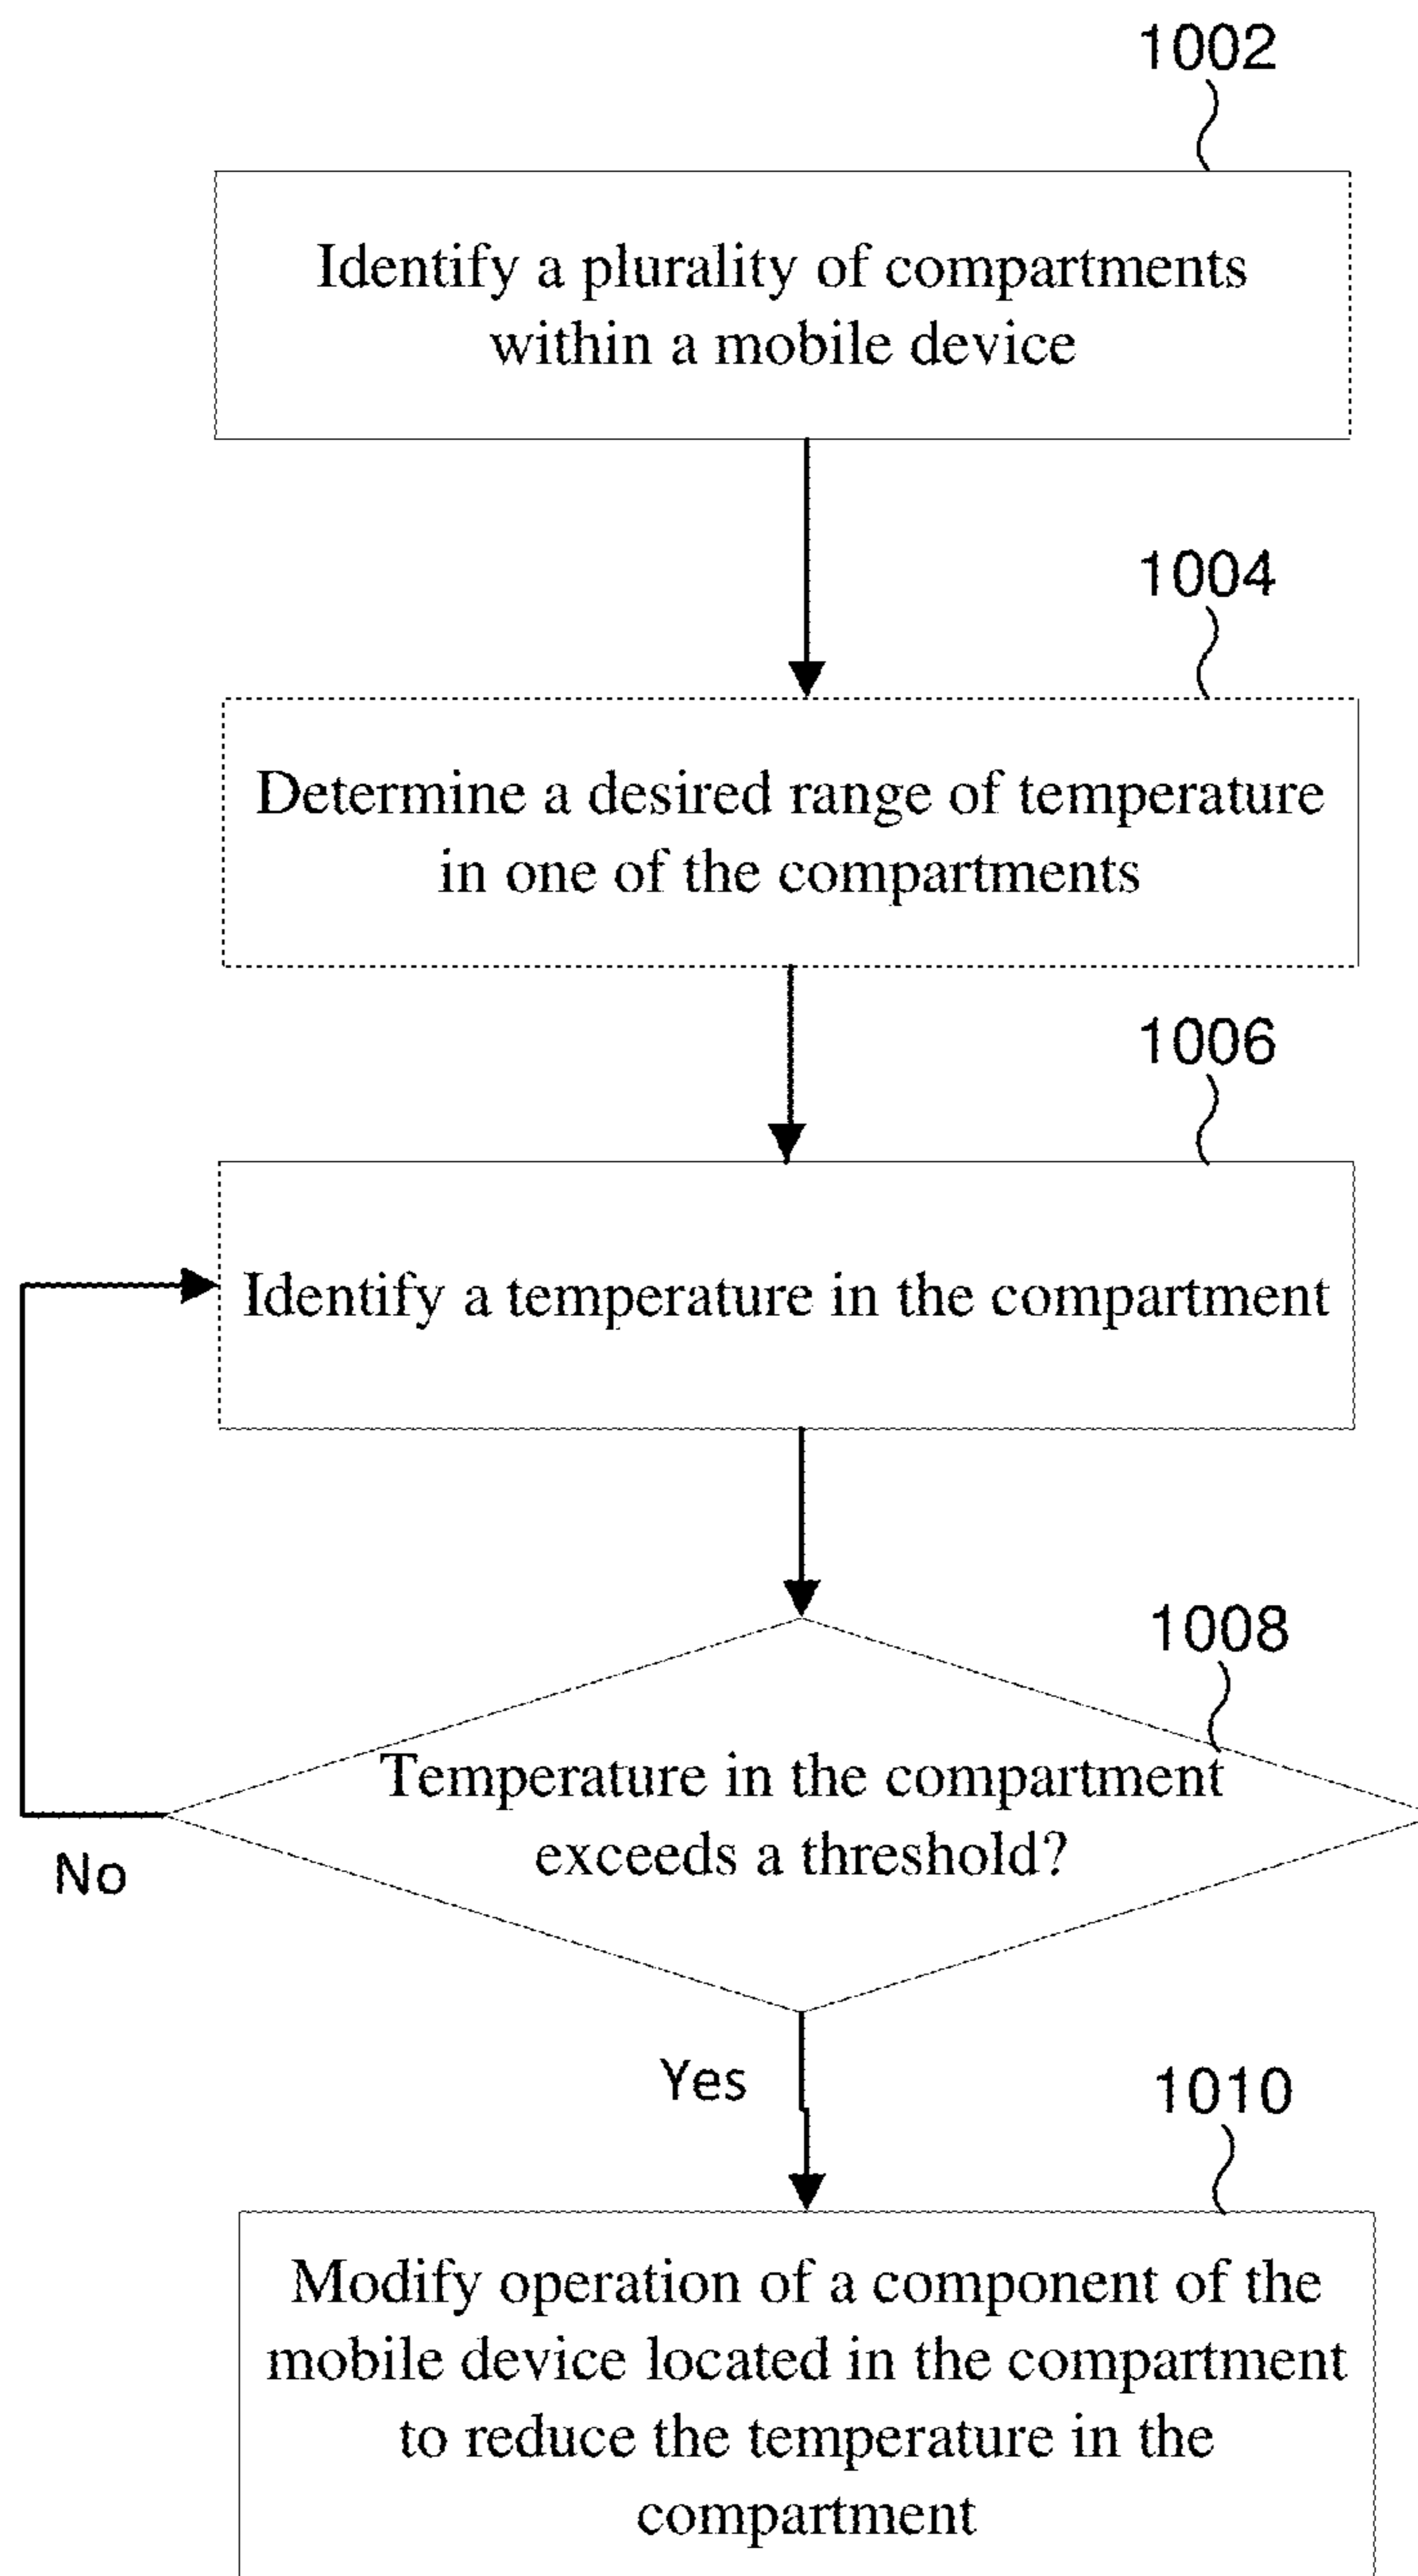 1002
Identify a plurality of compartments
within a mobile device
1004
Determine a desired range of temperature
in one of the compartments
1006
Identify a temperature in the compartment
1008
Temperature in the compartment
exceeds a threshold?
No
Yes
1010
Modify operation of a component of the
mobile device located in the compartment
to reduce the temperature in the
compartment